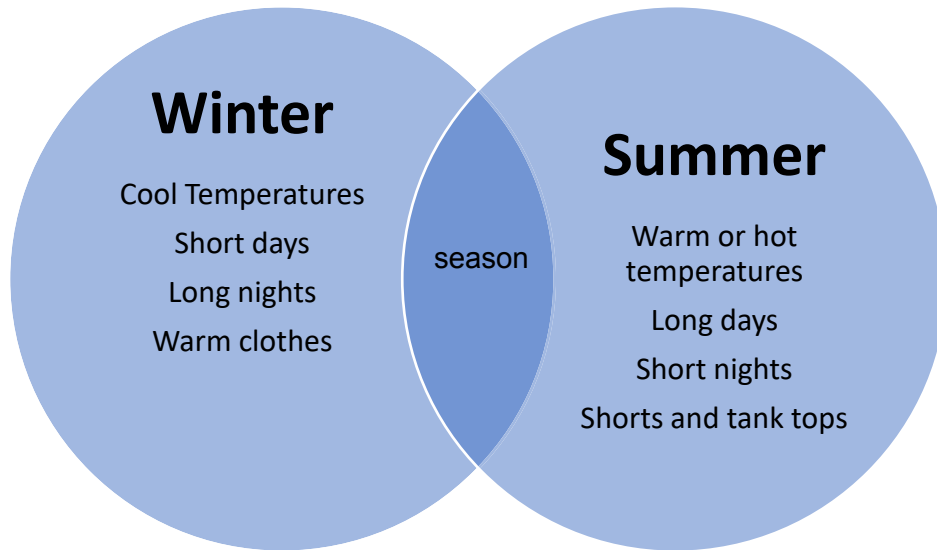 Winter
Cool Temperatures
Short days
Long nights
Warm clothes
season
Summer
Warm or hot
temperatures
Long days
Short nights
Shorts and tank tops